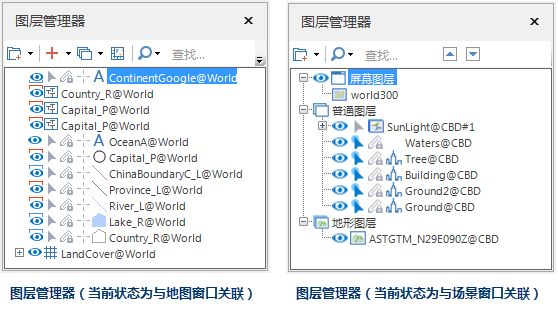 图层管理器
查找...
ContinentGoogle@World
Country_R@World
Capital_P@World
Capital_P@World
OceanA@World
Capital_P@World
ChinaBoundaryC_L@World
Province_L@World
River_L@World
Lake_R@World
Country_R@World
LandCover@World
图层管理器（当前状态为与地图窗口关联）
图层管理器
查找...
屏幕图层
world300
普通图层
SunLight@CBD#1
Waters@CBD
Tree@CBD
Building@CBD
Ground2@CBD
Ground@CBD
地形图层
ASTGTM_N29E090Z@CBD
图层管理器（当前状态为与场景窗口关联）